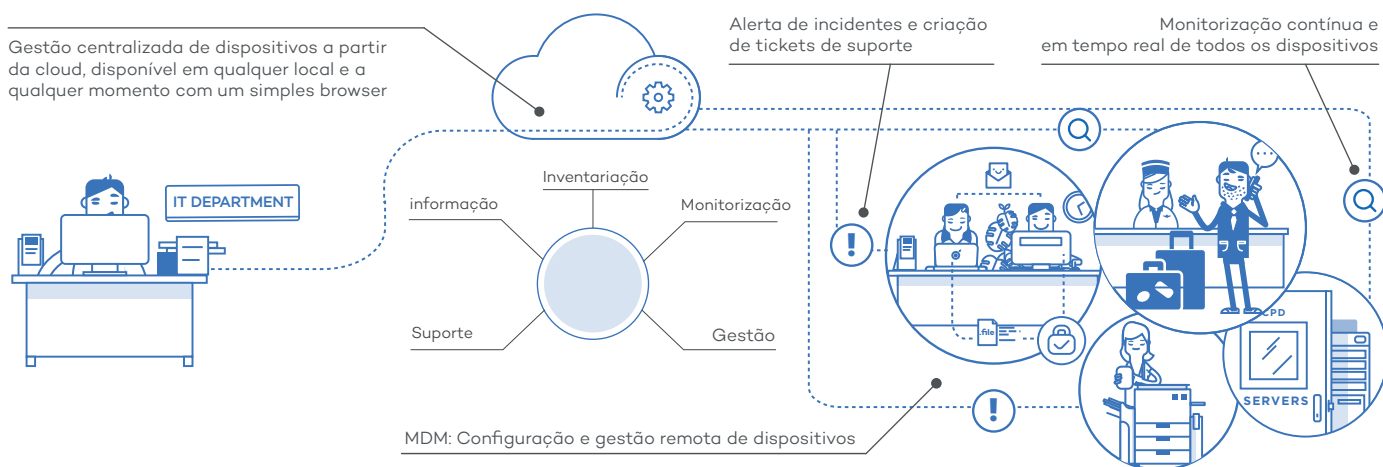 Gestão centralizada de dispositivos a partir
da cloud, disponível em qualquer local e a
qualquer momento com um simples browser
Alerta de incidentes e criação
de tickets de suporte
Monitorização contínua e
em tempo real de todos os dispositivos
IT DEPARTMENT
Inventariação
informação
Monitorização
Suporte
Gestão
.file
CPD
SERVERS
MDM: Configuração e gestão remota de dispositivos